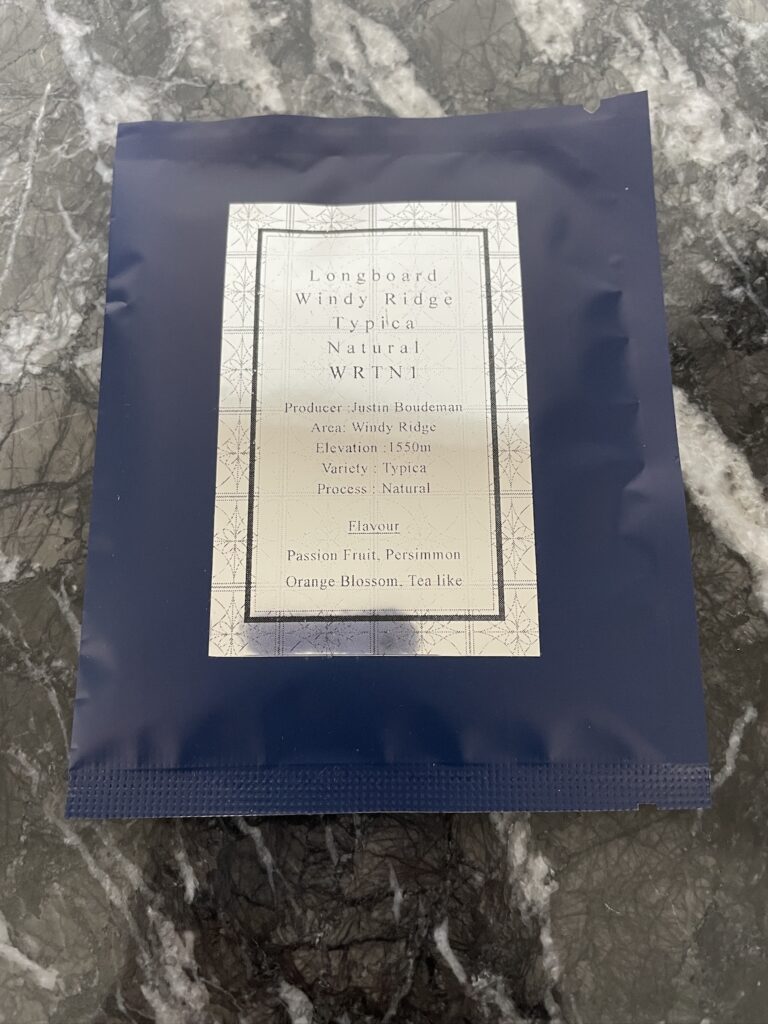 Longboard
Windy Ridge
Typica
Natural
WRTN1
Producer :Justin Boudeman
Area: Windy Ridge
Elevation :1550m
Variety : Typica
Process : Natural
Flavour
Passion Fruit, Persimmon
Orange Blossom, Tea like